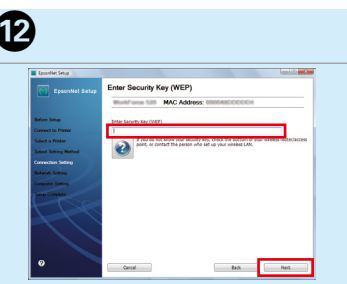 12
EpsonNet Setup
EpsonNet Setup
Enter Security Key (WEP)
MAC Address:
Before Setup
Connect to Printer
Select a Printer
Select Setting Method
Connection Setting
Network Setting
Computer Setting
Enter Security Key (WEP)
If you do not know your security key, check the bottom of your wireless router/access
point, or contact the person who set up your wireless LAN.
Cancel
Back
Next